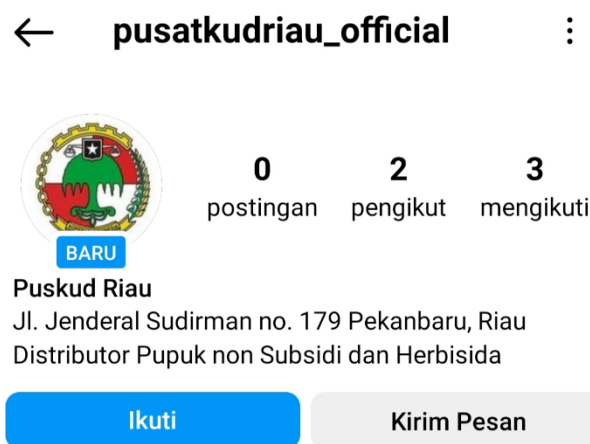 pusatkudriau_official
0
postingan
2
pengikut
3
mengikuti
BARU
Puskud Riau
Jl. Jenderal Sudirman no. 179 Pekanbaru, Riau
Distributor Pupuk non Subsidi dan Herbisida
Ikuti
Kirim Pesan